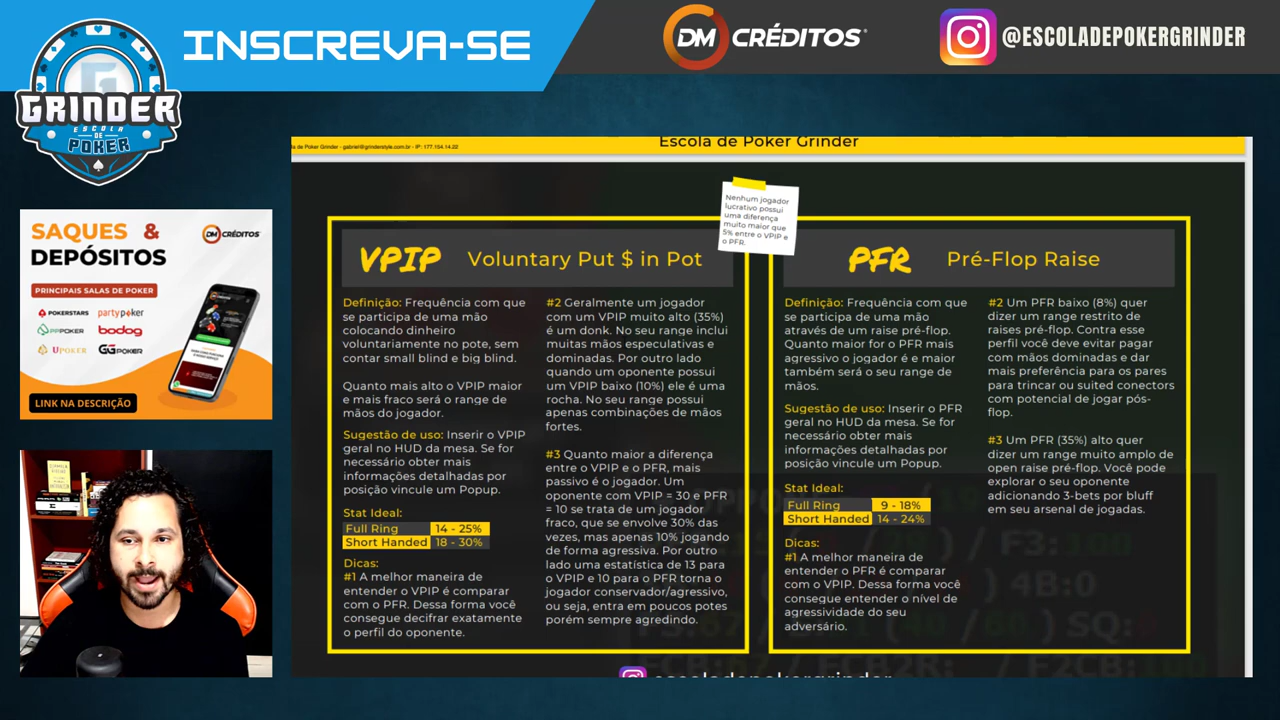 INSCREVA-SE
DM CRÉDITOS
@ESCOLADEPOKERGRINDER
GRINDER
ESCOLA
DE
POKER
SAQUES &
DEPÓSITOS
DM CRÉDITOS
PRINCIPAIS SALAS DE POKER
POKERSTARS partypoker
PPPOKER bodog
UPOKER GGPOKER
LINK NA DESCRIÇÃO
Escola de Poker Grinder
la de Poker Grinder - gabriel@grinderstyle.com.br - IP: 177.154.14.22
Nenhum jogador
lucrativo possui
uma diferença
muito maior que
5% entre o VPIP e
o PFR.
VPIP Voluntary Put $ in Pot
Definição: Frequência com que
se participa de uma mão
colocando dinheiro
voluntariamente no pote, sem
contar small blind e big blind.
Quanto mais alto o VPIP maior
e mais fraco será o range de
mãos do jogador.
Sugestão de uso: Inserir o VPIP
geral no HUD da mesa. Se for
necessário obter mais
informações detalhadas por
posição vincule um Popup.
Stat Ideal:
Full Ring 14 - 25%
Short Handed 18 - 30%
Dicas:
#1 A melhor maneira de
entender o VPIP é comparar
com o PFR. Dessa forma você
consegue decifrar exatamente
o perfil do oponente.
#2 Geralmente um jogador
com um VPIP muito alto (35%)
é um donk. No seu range inclui
muitas mãos especulativas e
dominadas. Por outro lado
quando um oponente possui
um VPIP baixo (10%) ele é uma
rocha. No seu range possui
apenas combinações de mãos
fortes.
#3 Quanto maior a diferença
entre o VPIP e o PFR, mais
passivo é o jogador. Um
oponente com VPIP = 30 e PFR
= 10 se trata de um jogador
fraco, que se envolve 30% das
vezes, mas apenas 10% jogando
de forma agressiva. Por outro
lado uma estatística de 13 para
o VPIP e 10 para o PFR torna o
jogador conservador/agressivo,
ou seja, entra em poucos potes
porém sempre agredindo.
PFR Pré-Flop Raise
Definição: Frequência com que
se participa de uma mão
através de um raise pré-flop.
Quanto maior for o PFR mais
agressivo o jogador é e maior
também será o seu range de
mãos.
Sugestão de uso: Inserir o PFR
geral no HUD da mesa. Se for
necessário obter mais
informações detalhadas por
posição vincule um Popup.
Stat Ideal:
Full Ring 9 - 18%
Short Handed 14 - 24%
Dicas:
#1 A melhor maneira de
entender o PFR é comparar
com o VPIP. Dessa forma você
consegue entender o nível de
agressividade do seu
adversário.
#2 Um PFR baixo (8%) quer
dizer um range restrito de
raises pré-flop. Contra esse
perfil você deve evitar pagar
com mãos dominadas e dar
mais preferência para os pares
para trincar ou suited conectors
com potencial de jogar pós-
flop.
#3 Um PFR (35%) alto quer
dizer um range muito amplo de
open raise pré-flop. Você pode
explorar o seu oponente
adicionando 3-bets por bluff
em seu arsenal de jogadas.
escoladepokergrinder